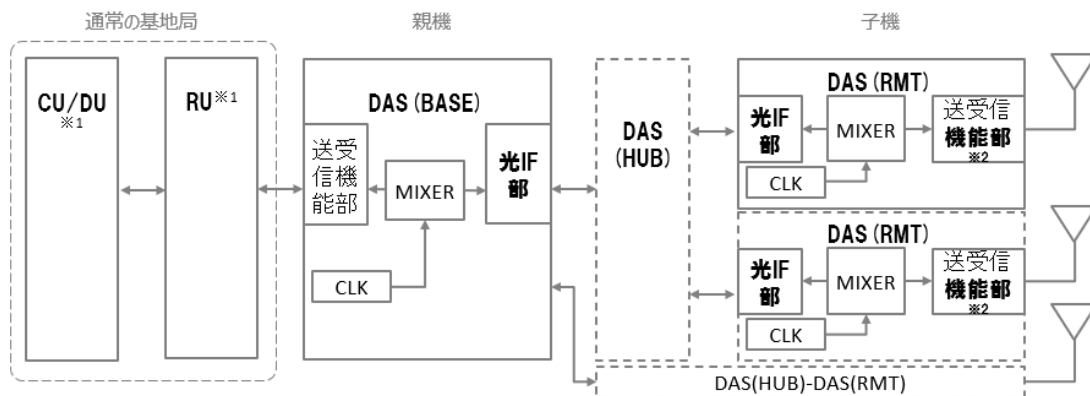 通常の基地局
親機
子機
CU/DU
※1
RU※1
DAS(BASE)
送受
信機
能部
MIXER
光IF
部
CLK
DAS
(HUB)
DAS(RMT)
光IF
部
MIXER
送受信
機能部
※2
CLK
DAS(RMT)
光IF
部
MIXER
送受信
機能部
※2
CLK
DAS(HUB)-DAS(RMT)